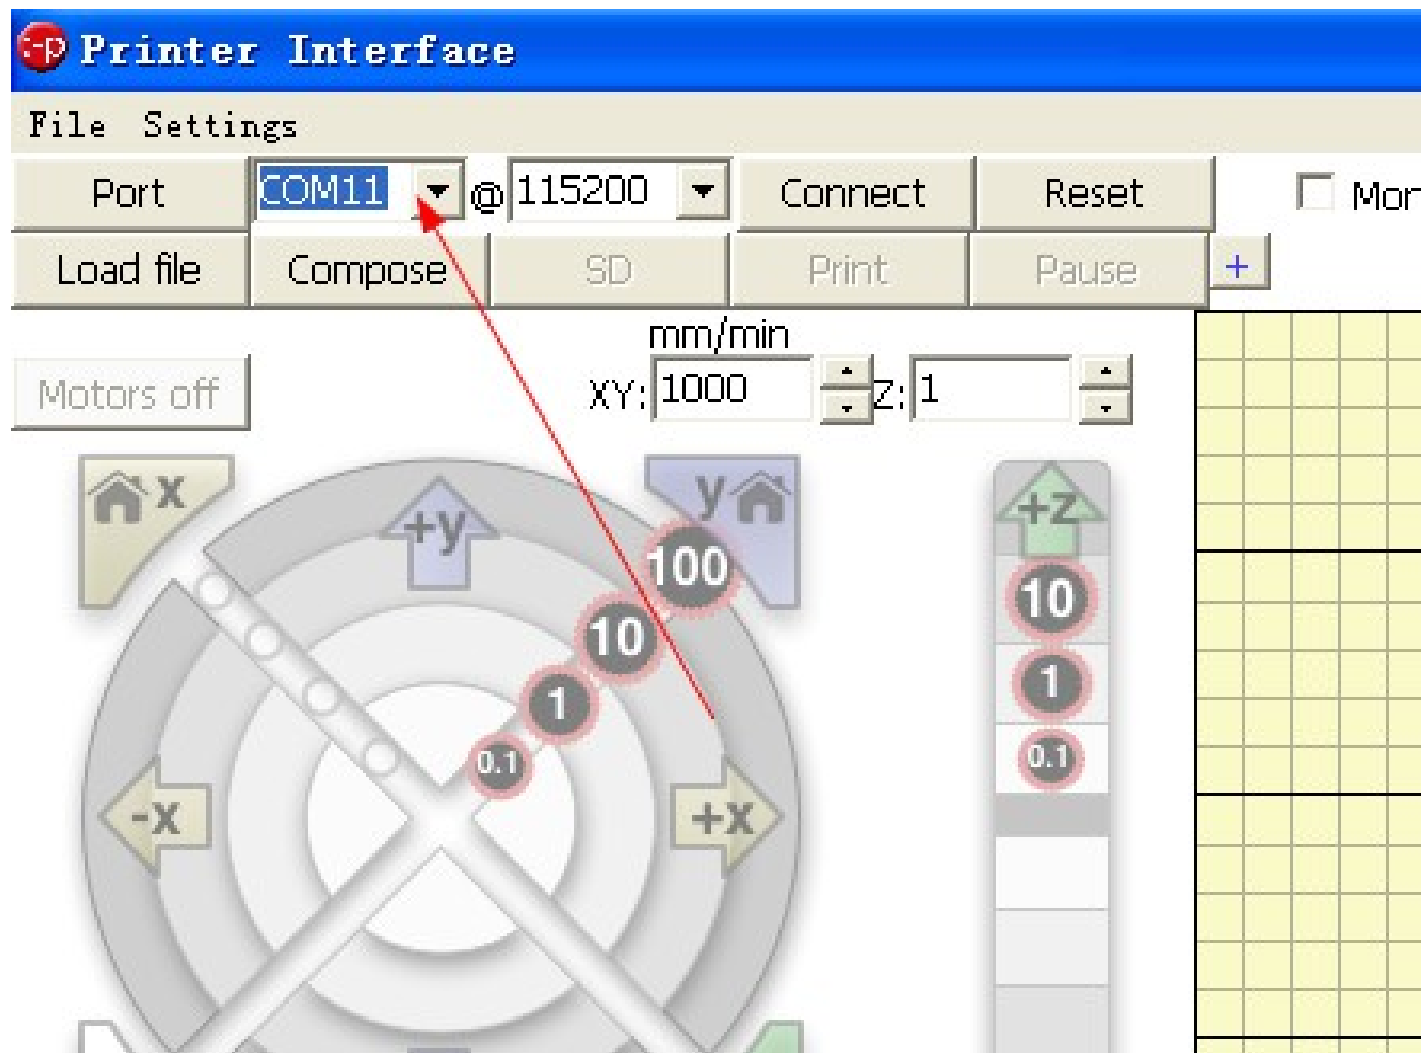 :-p Printer Interface
File Settings
Port COM11 @ 115200 Connect Reset Mor
Load file Compose SD Print Pause +
mm/min
Motors off XY: 1000 Z: 1
x +y y +z
100 10
10 1
1 0.1
0.1
-x +x